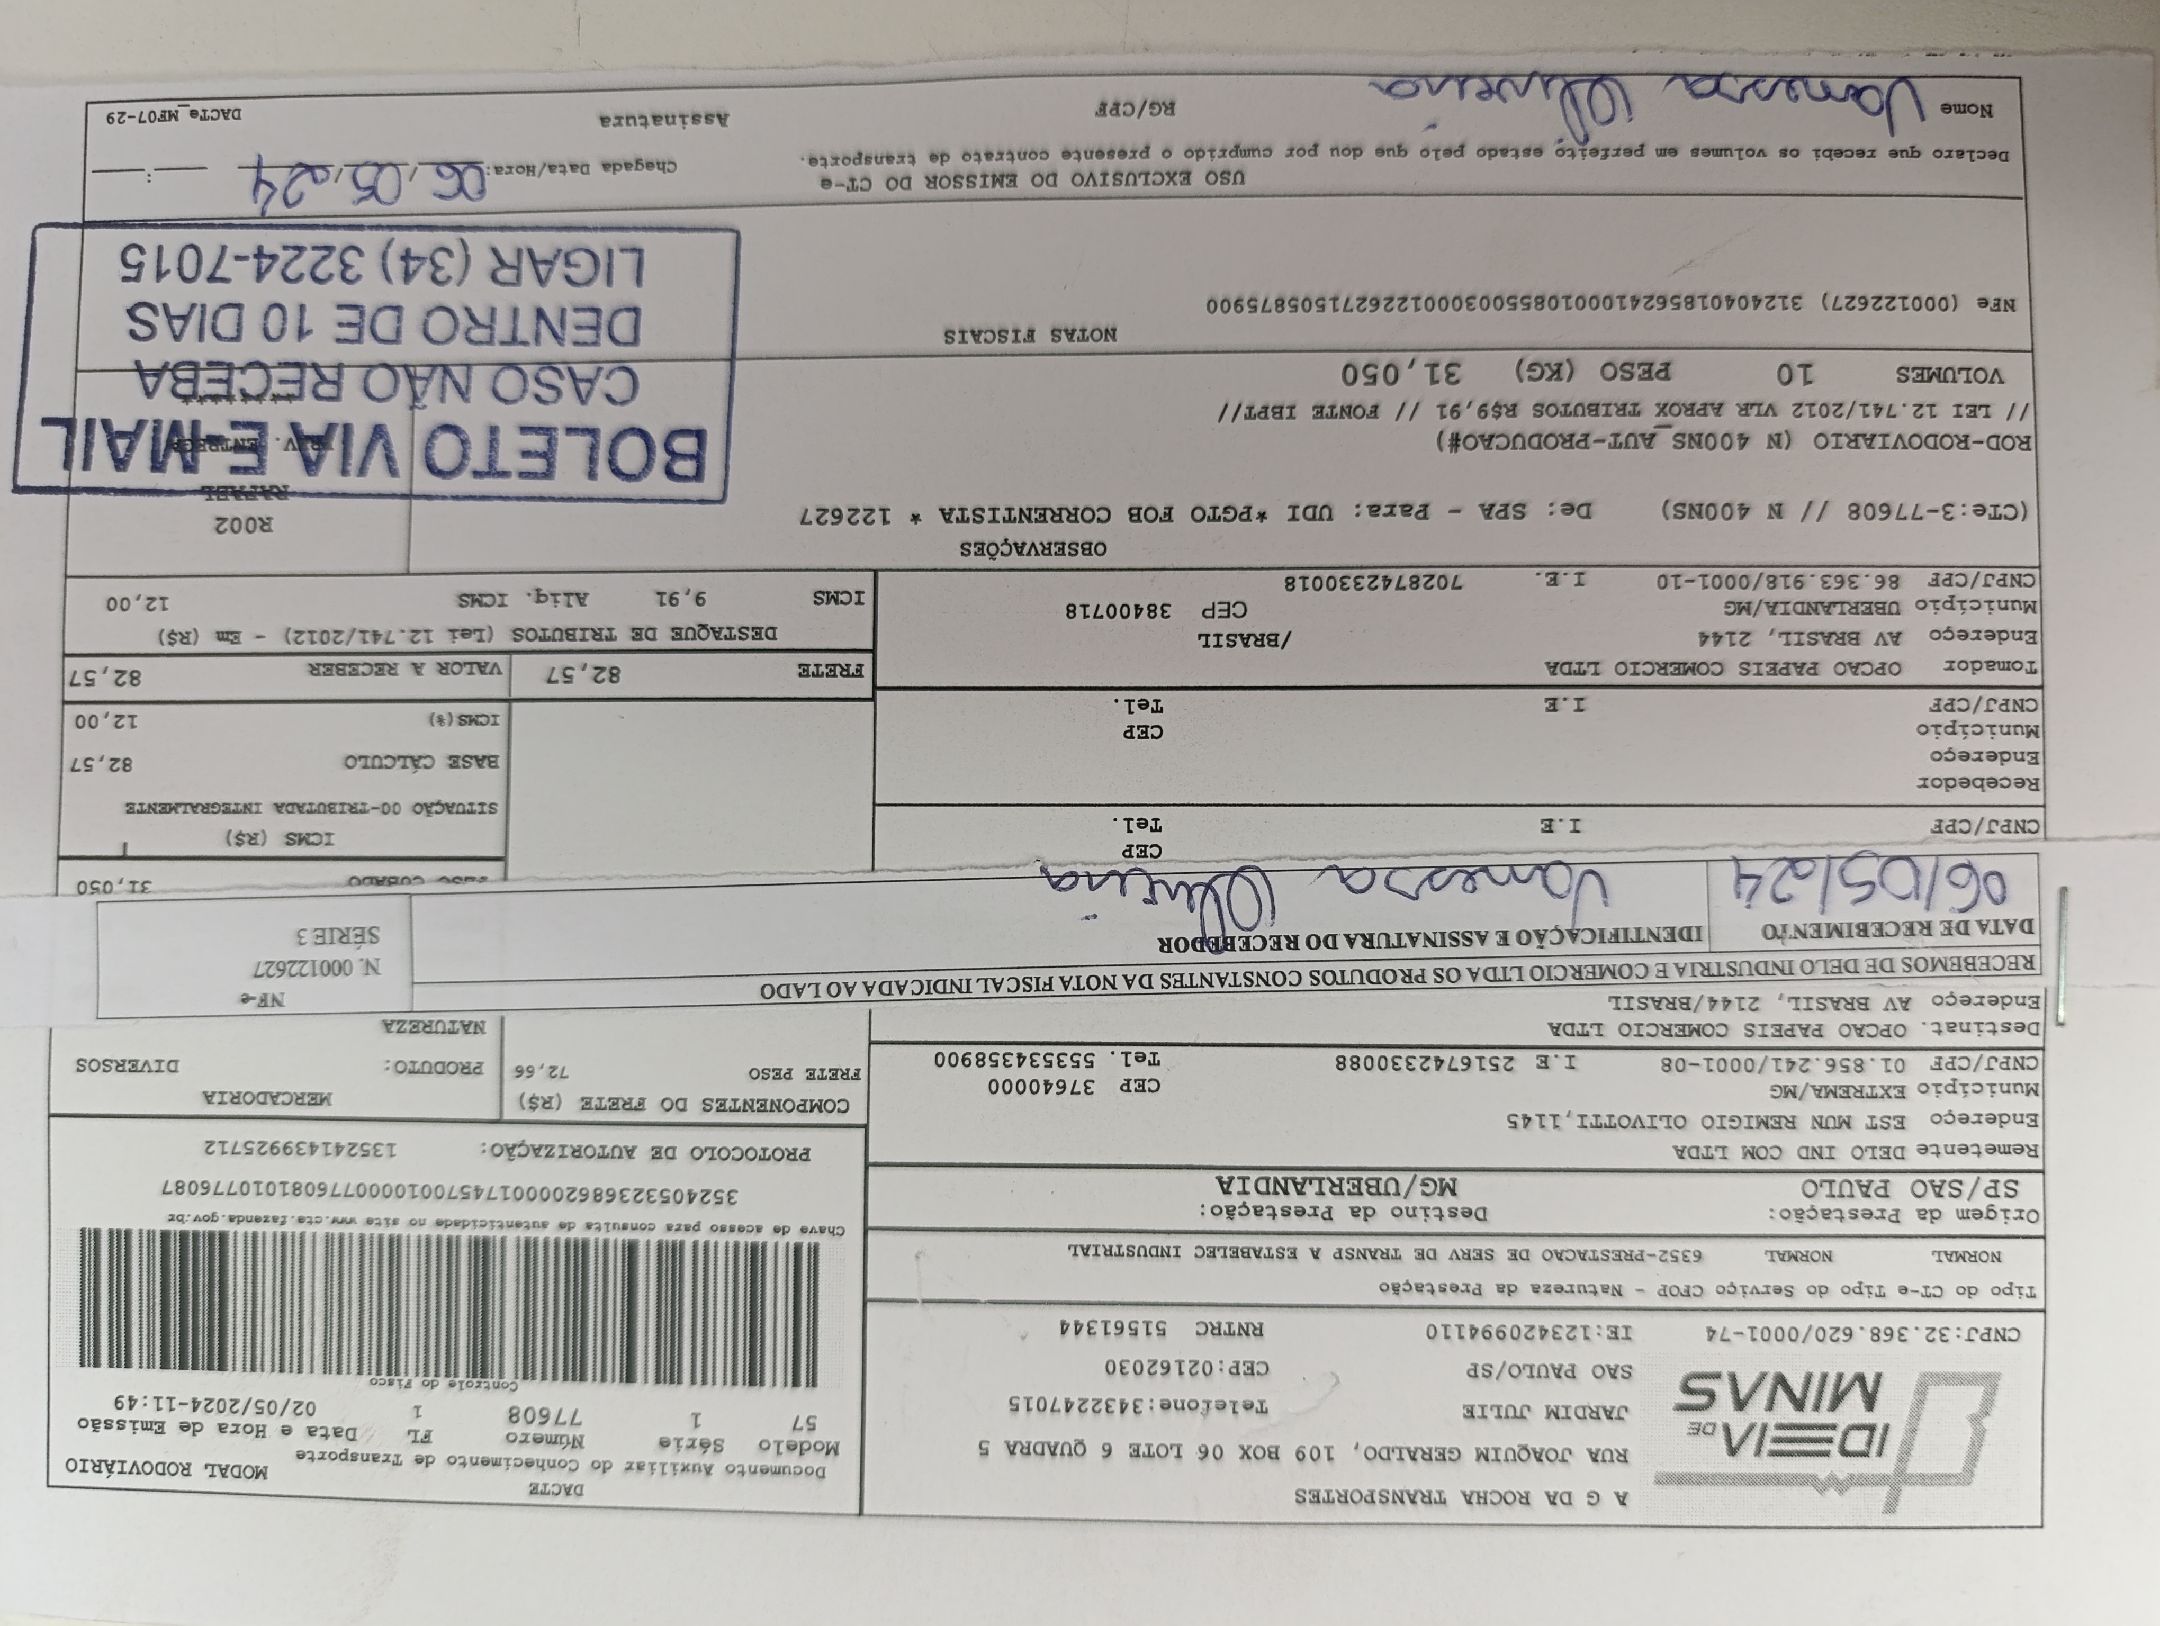 IDEIA DE
MINAS
A G DA ROCHA TRANSPORTES
RUA JOAQUIM GERALDO, 109 BOX 06 LOTE 6 QUADRA 5
JARDIM JULIE Telefone:3432247015
SAO PAULO/SP CEP:02162030
CNPJ:32.368.620/0001-74 IE:123420994110 RNTRC 51561344
DACTE
Documento Auxiliar do Conhecimento de Transporte MODAL RODOVIÁRIO
Modelo Série Número FL Data e Hora de Emissão
57 1 77608 1 02/05/2024-11:49
Controle do Fisco
Chave de acesso para consulta de autenticidade no site www.cte.fazenda.gov.br
35240532368620000174570010000776081010776087
PROTOCOLO DE AUTORIZAÇÃO: 135241439925712
Tipo do CT-e Tipo do Serviço CFOP - Natureza da Prestação
NORMAL NORMAL 6352-PRESTACAO DE SERV DE TRANSP A ESTABELEC INDUSTRIAL
Origem da Prestação: Destino da Prestação:
SP/SAO PAULO MG/UBERLANDIA
Remetente DELO IND COM LTDA
Endereço EST MUN REMIGIO OLIVOTTI,1145
Município EXTREMA/MG CEP 37640000
CNPJ/CPF 01.856.241/0001-08 I.E 2516742330088 Tel. 553534358900
COMPONENTES DO FRETE (R$) MERCADORIA
FRETE PESO 72,66 PRODUTO: DIVERSOS
NATUREZA
Destinat. OPCAO PAPEIS COMERCIO LTDA
Endereço AV BRASIL, 2144/BRASIL
RECEBEMOS DE DELO INDUSTRIA E COMERCIO LTDA OS PRODUTOS CONSTANTES DA NOTA FISCAL INDICADA AO LADO
DATA DE RECEBIMENTO IDENTIFICAÇÃO E ASSINATURA DO RECEBEDOR
06/05/24 Vanessa Oliveira
NF-e
N. 000122627
SÉRIE 3
31,050
CEP
CNPJ/CPF I.E Tel.
ICMS (R$)
SITUAÇÃO 00-TRIBUTADA INTEGRALMENTE
BASE CÁLCULO 82,57
ICMS(%) 12,00
Recebedor
Endereço
Município CEP
CNPJ/CPF I.E Tel.
FRETE 82,57 VALOR A RECEBER 82,57
Tomador OPCAO PAPEIS COMERCIO LTDA
Endereço AV BRASIL, 2144 /BRASIL
Município UBERLANDIA/MG CEP 38400718
CNPJ/CPF 86.363.918/0001-10 I.E. 7028742330018
DESTAQUE DE TRIBUTOS (Lei 12.741/2012) - Em (R$)
ICMS 9,91 Aliq. ICMS 12,00
OBSERVAÇÕES
(CTe:3-77608 // N 400NS) De: SPA - Para: UDI *PGTO FOB CORRENTISTA * 122627
R002
RAFAEL
ROD-RODOVIARIO (N 400NS_AUT-PRODUCAO#)
// LEI 12.741/2012 VLR APROX TRIBUTOS R$9,91 // FONTE IBPT//
VOLUMES 10 PESO (KG) 31,050
BOLETO VIA E-MAIL
CASO NÃO RECEBA
DENTRO DE 10 DIAS
LIGAR (34) 3224-7015
NOTAS FISCAIS
NFe (000122627) 31240401856241000108550030001226271505875900
USO EXCLUSIVO DO EMISSOR DO CT-e
Declaro que recebi os volumes em perfeito estado pelo que dou por cumprido o presente contrato de transporte.
Chegada Data/Hora: 06/05/24 __:__
Nome Vanessa Oliveira RG/CPF Assinatura DACTe_MF07-29